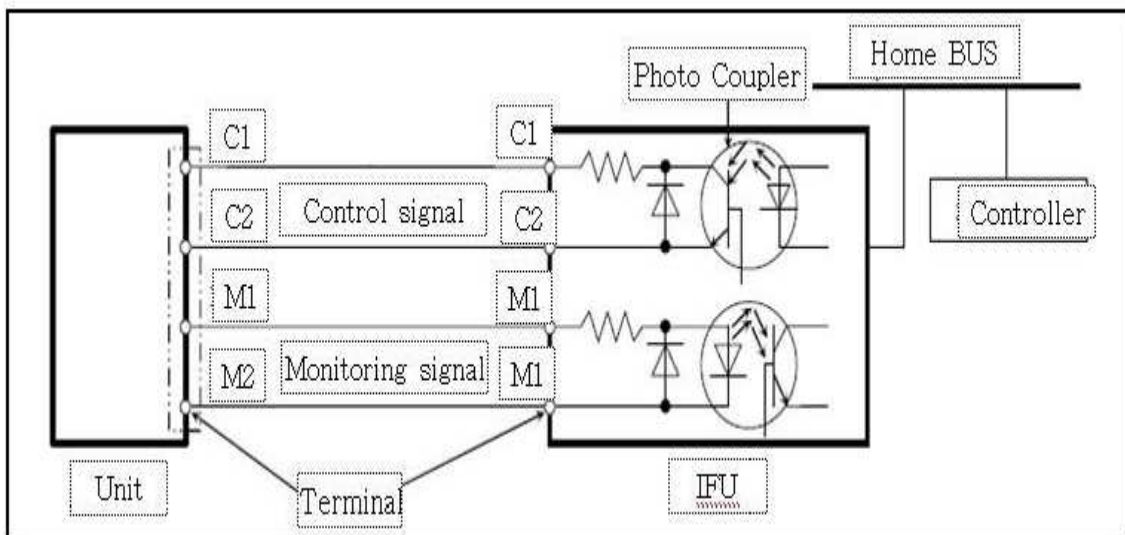 Home BUS
Photo Coupler
C1
C1
C2
Control signal
C2
Controller
M1
M1
M2
Monitoring signal
M1
Unit
Terminal
IFU